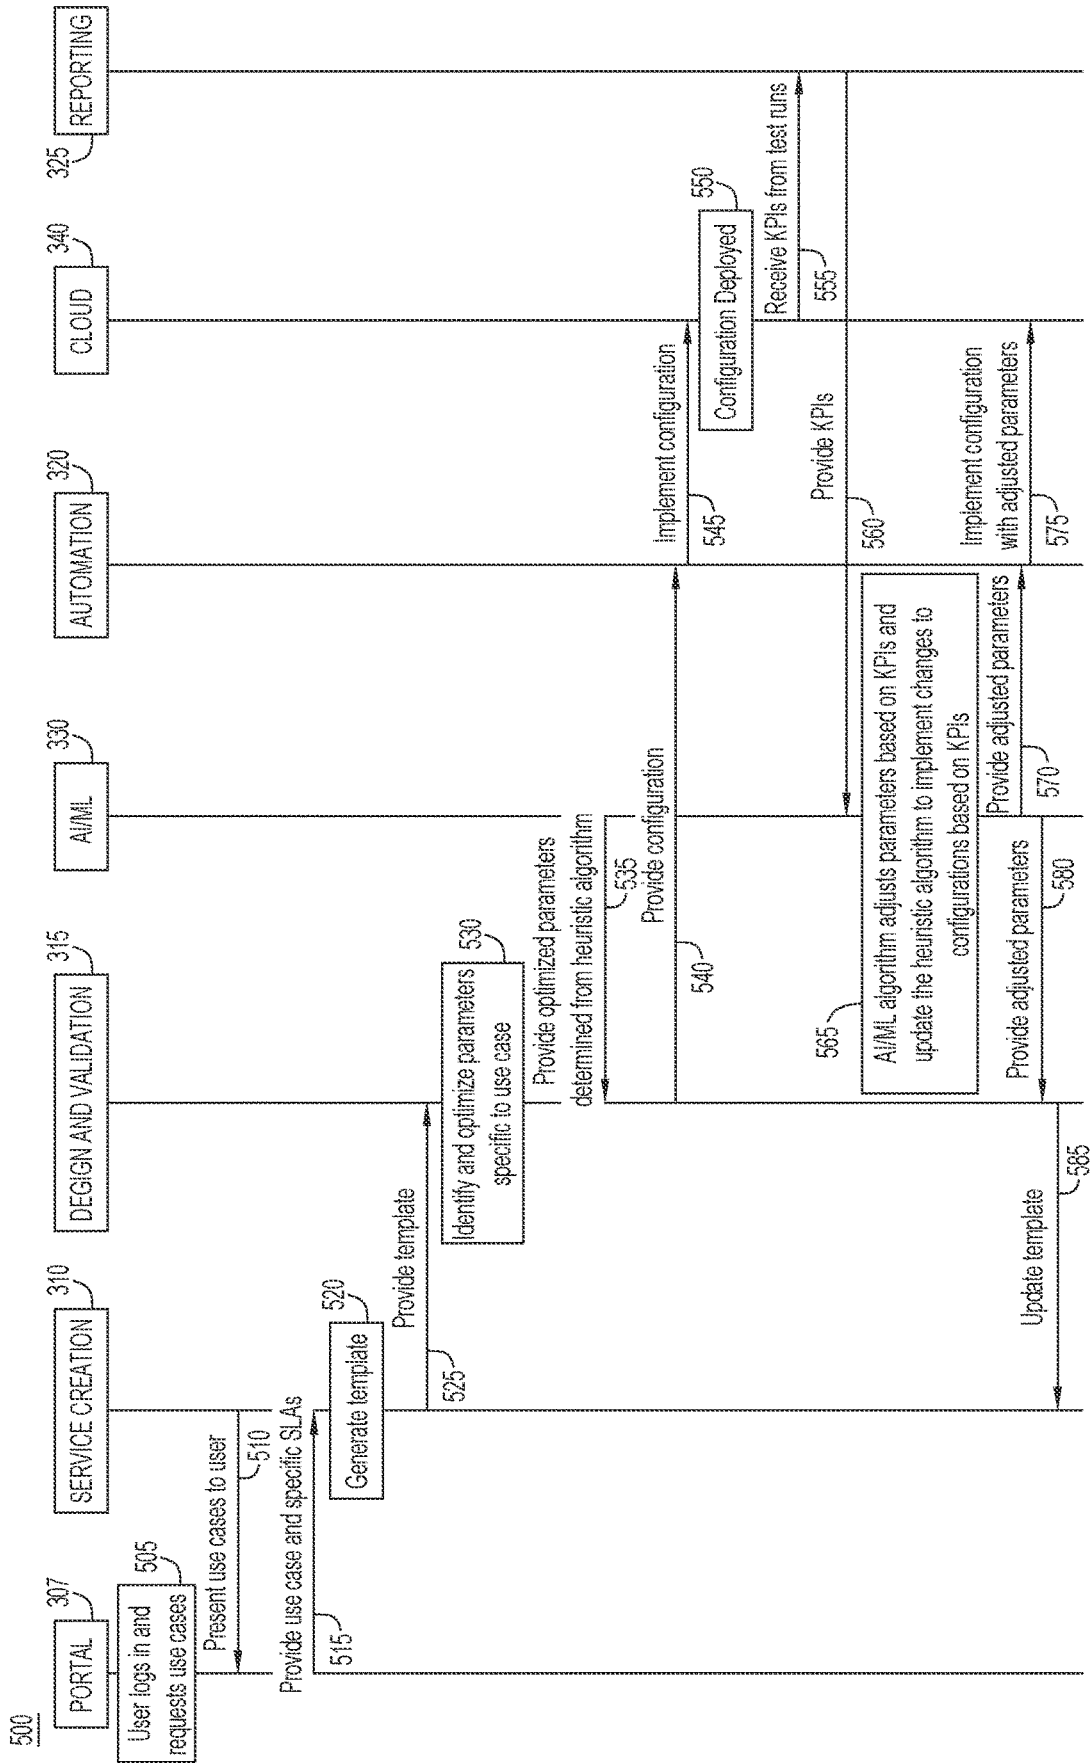 500
PORTAL
307
SERVICE CREATION
310
DEGIGN AND VALIDATION
315
AI/ML
330
AUTOMATION
320
CLOUD
340
REPORTING
325
User logs in and
requests use cases
505
Present use cases to user
510
Provide use case and specific SLAs
515
Generate template
520
Provide template
525
Identify and optimize parameters
specific to use case
530
Provide optimized parameters
determined from heuristic algorithm
535
Provide configuration
540
Implement configuration
545
Configuration Deployed
550
Receive KPIs from test runs
555
Provide KPIs
560
AI/ML algorithm adjusts parameters based on KPIs and
update the heuristic algorithm to implement changes to
configurations based on KPIs
565
Provide adjusted parameters
570
Implement configuration
with adjusted parameters
575
Provide adjusted parameters
580
Update template
585